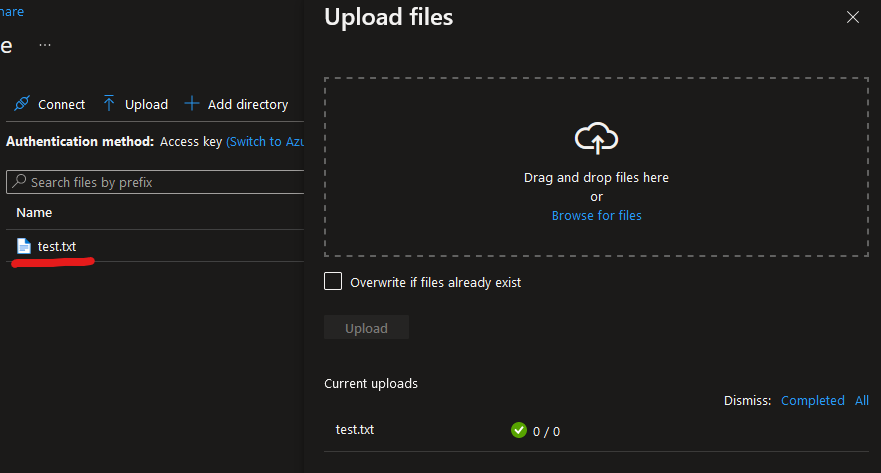 hare
Upload files
e ...
Connect Upload Add directory
Authentication method: Access key (Switch to Azu
Search files by prefix
Name
test.txt
Drag and drop files here
or
Browse for files
Overwrite if files already exist
Upload
Current uploads
Dismiss: Completed All
test.txt 0 / 0